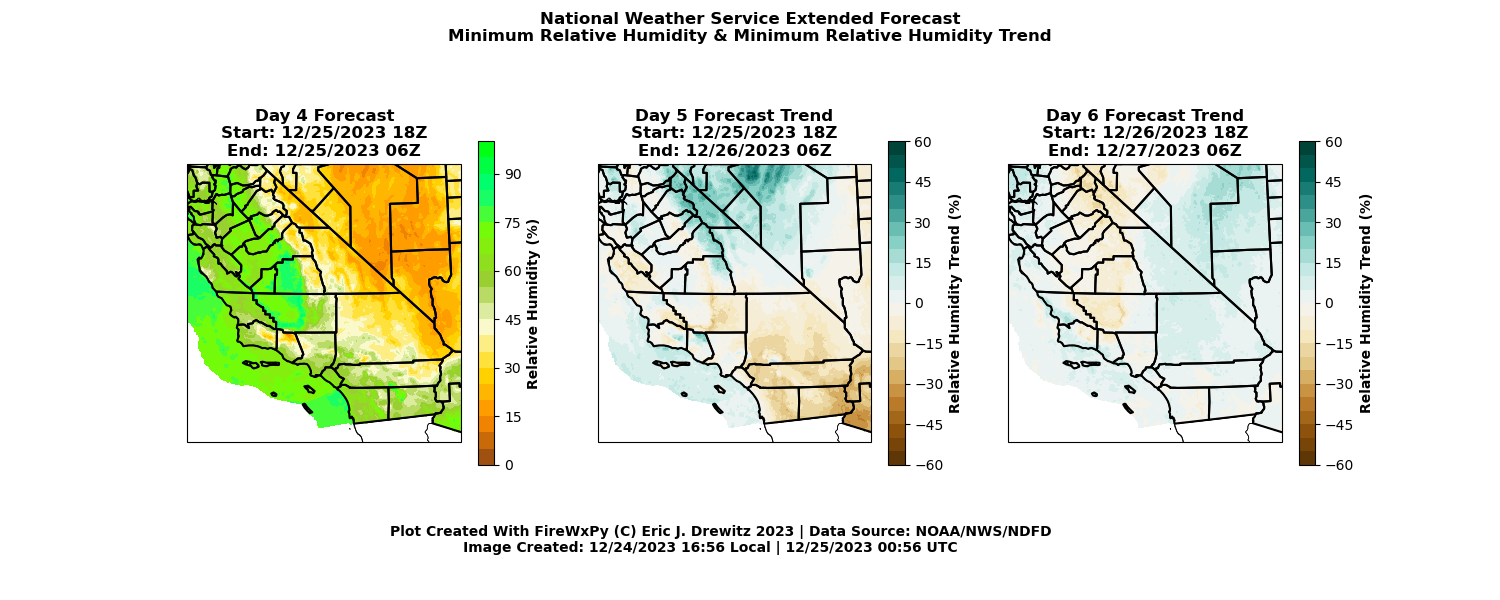 National Weather Service Extended Forecast
Minimum Relative Humidity & Minimum Relative Humidity Trend
Day 4 Forecast
Start: 12/25/2023 18Z
End: 12/25/2023 06Z
90
75
60
45
30
15
0
Relative Humidity (%)
Day 5 Forecast Trend
Start: 12/25/2023 18Z
End: 12/26/2023 06Z
60
45
30
15
0
−15
−30
−45
−60
Relative Humidity Trend (%)
Day 6 Forecast Trend
Start: 12/26/2023 18Z
End: 12/27/2023 06Z
60
45
30
15
0
−15
−30
−45
−60
Relative Humidity Trend (%)
Plot Created With FireWxPy (C) Eric J. Drewitz 2023 | Data Source: NOAA/NWS/NDFD
Image Created: 12/24/2023 16:56 Local | 12/25/2023 00:56 UTC